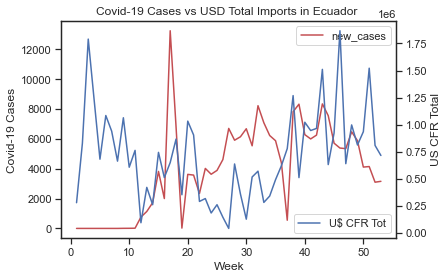 Covid-19 Cases vs USD Total Imports in Ecuador
1e6
new_cases
12000
10000
8000
6000
4000
2000
0
Covid-19 Cases
1.75
1.50
1.25
1.00
0.75
0.50
0.25
0.00
US CFR Total
U$ CFR Tot
0 10 20 30 40 50
Week